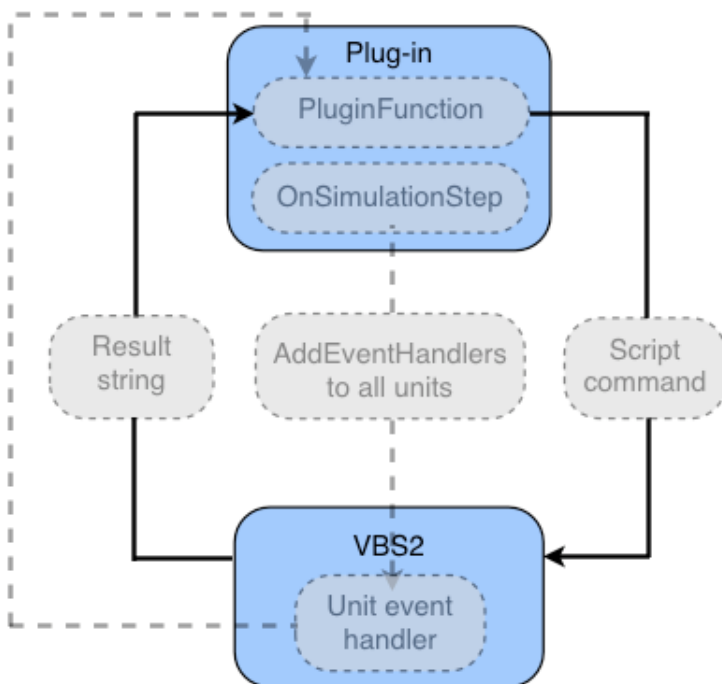 Plug-in
PluginFunction
OnSimulationStep
Result
string
AddEventHandlers
to all units
Script
command
VBS2
Unit event
handler